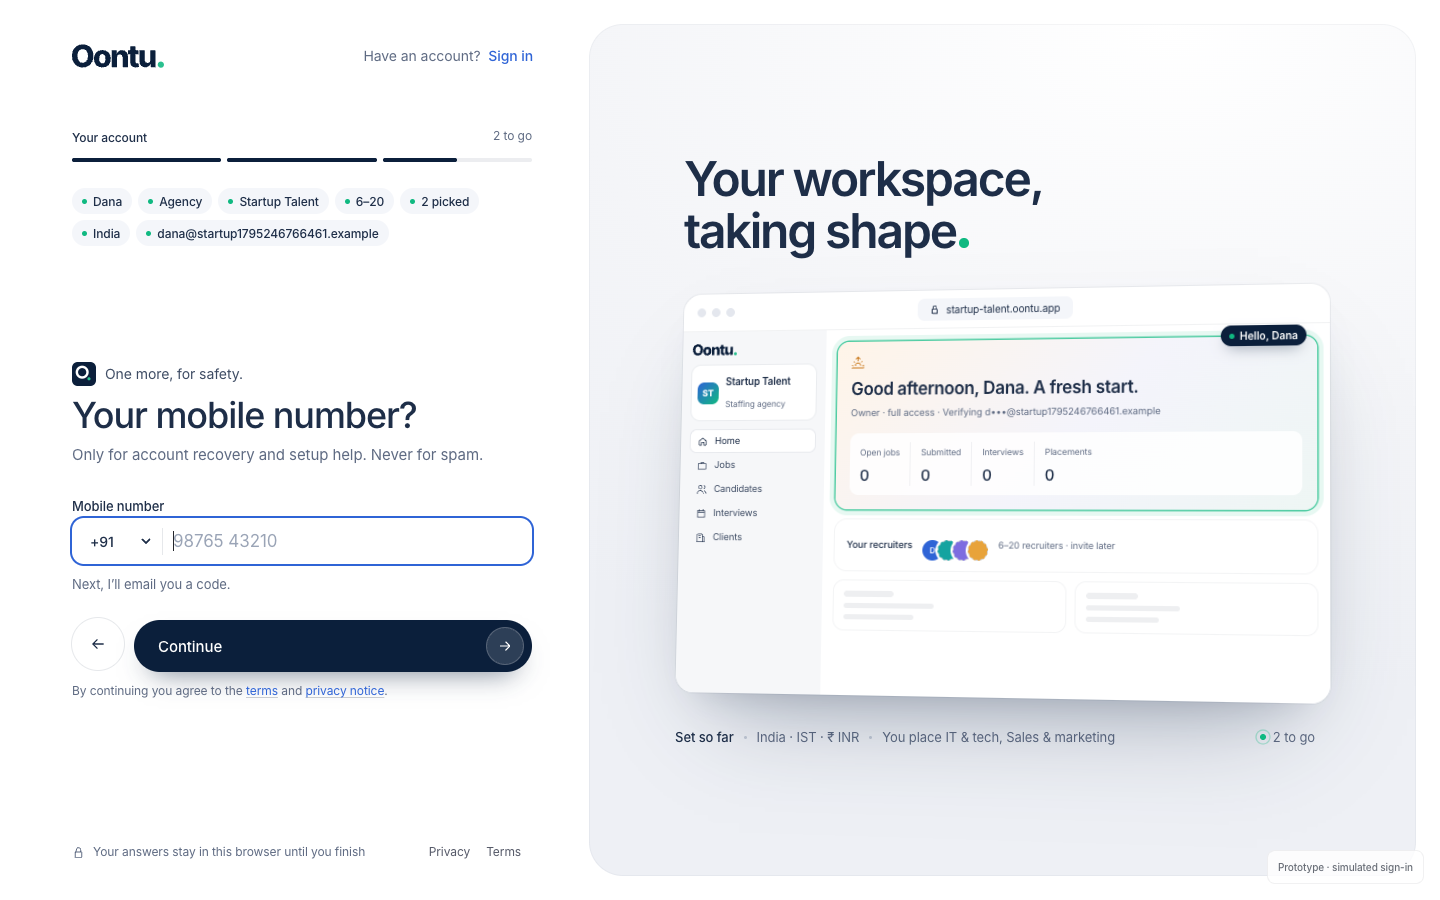 Oontu.
Have an account? Sign in
Your account
2 to go
Dana
Agency
Startup Talent
6–20
2 picked
India
dana@startup1795246766461.example
One more, for safety.
Your mobile number?
Only for account recovery and setup help. Never for spam.
Mobile number
+91
98765 43210
Next, I'll email you a code.
Continue
By continuing you agree to the terms and privacy notice.
Your answers stay in this browser until you finish
Privacy
Terms
Your workspace,
taking shape.
startup-talent.oontu.app
Oontu.
ST
Startup Talent
Staffing agency
Home
Jobs
Candidates
Interviews
Clients
Hello, Dana
Good afternoon, Dana. A fresh start.
Owner · full access · Verifying d•••@startup1795246766461.example
Open jobs
0
Submitted
0
Interviews
0
Placements
0
Your recruiters
D
6–20 recruiters · invite later
Set so far • India · IST · ₹ INR • You place IT & tech, Sales & marketing
2 to go
Prototype · simulated sign-in